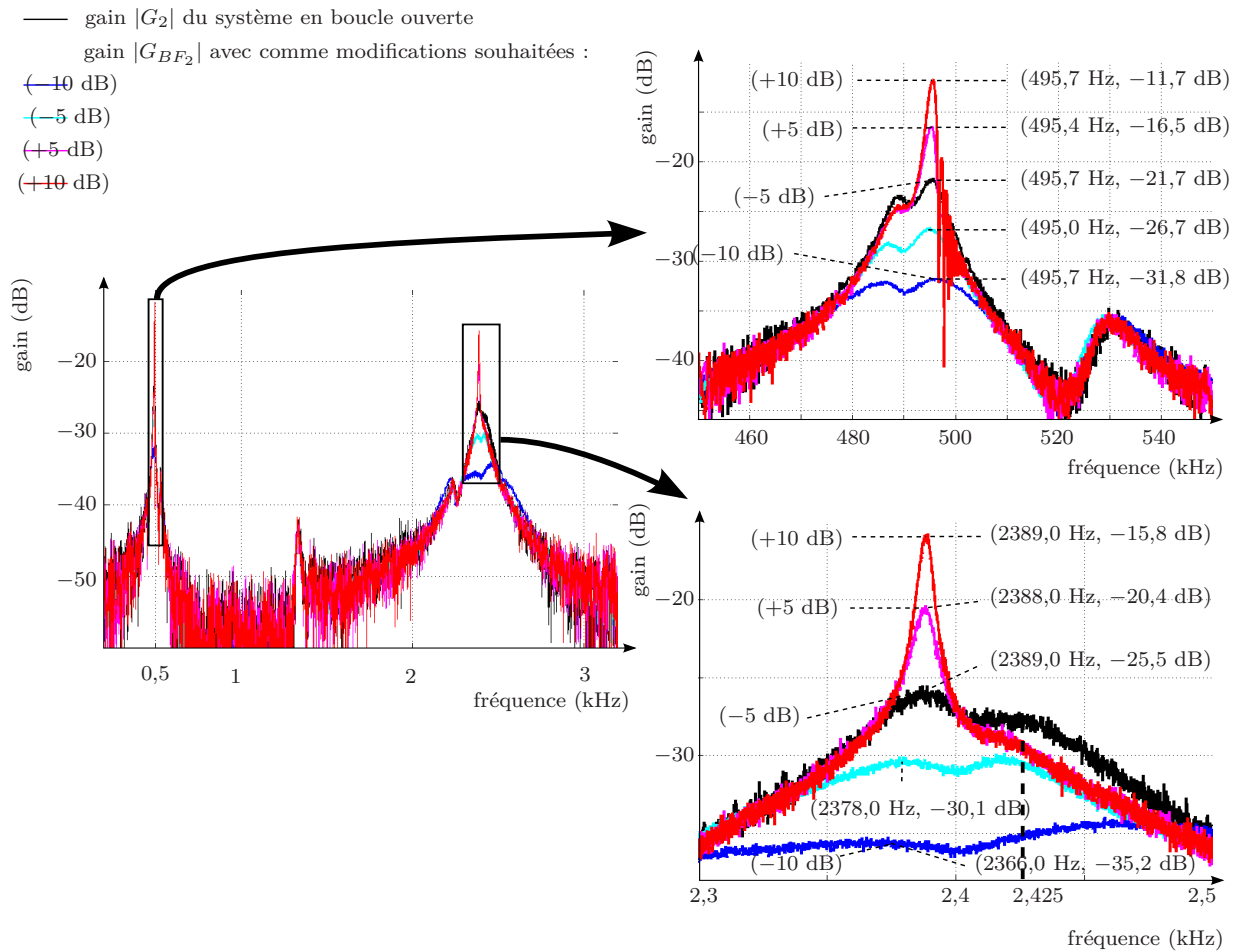 gain |G₂| du système en boucle ouverte
gain |G_BF₂| avec comme modifications souhaitées :
(−10 dB)
(−5 dB)
(+5 dB)
(+10 dB)
gain (dB)
−20
−30
−40
−50
0,5
1
2
3
fréquence (kHz)
gain (dB)
(+10 dB)
(495,7 Hz, −11,7 dB)
(+5 dB)
(495,4 Hz, −16,5 dB)
−20
(−5 dB)
(495,7 Hz, −21,7 dB)
(495,0 Hz, −26,7 dB)
(−10 dB)
−30
(495,7 Hz, −31,8 dB)
−40
460
480
500
520
540
fréquence (kHz)
gain (dB)
(+10 dB)
(2389,0 Hz, −15,8 dB)
(+5 dB)
(2388,0 Hz, −20,4 dB)
−20
(2389,0 Hz, −25,5 dB)
(−5 dB)
−30
(2378,0 Hz, −30,1 dB)
(−10 dB)
(2366,0 Hz, −35,2 dB)
2,3
2,4
2,425
2,5
fréquence (kHz)